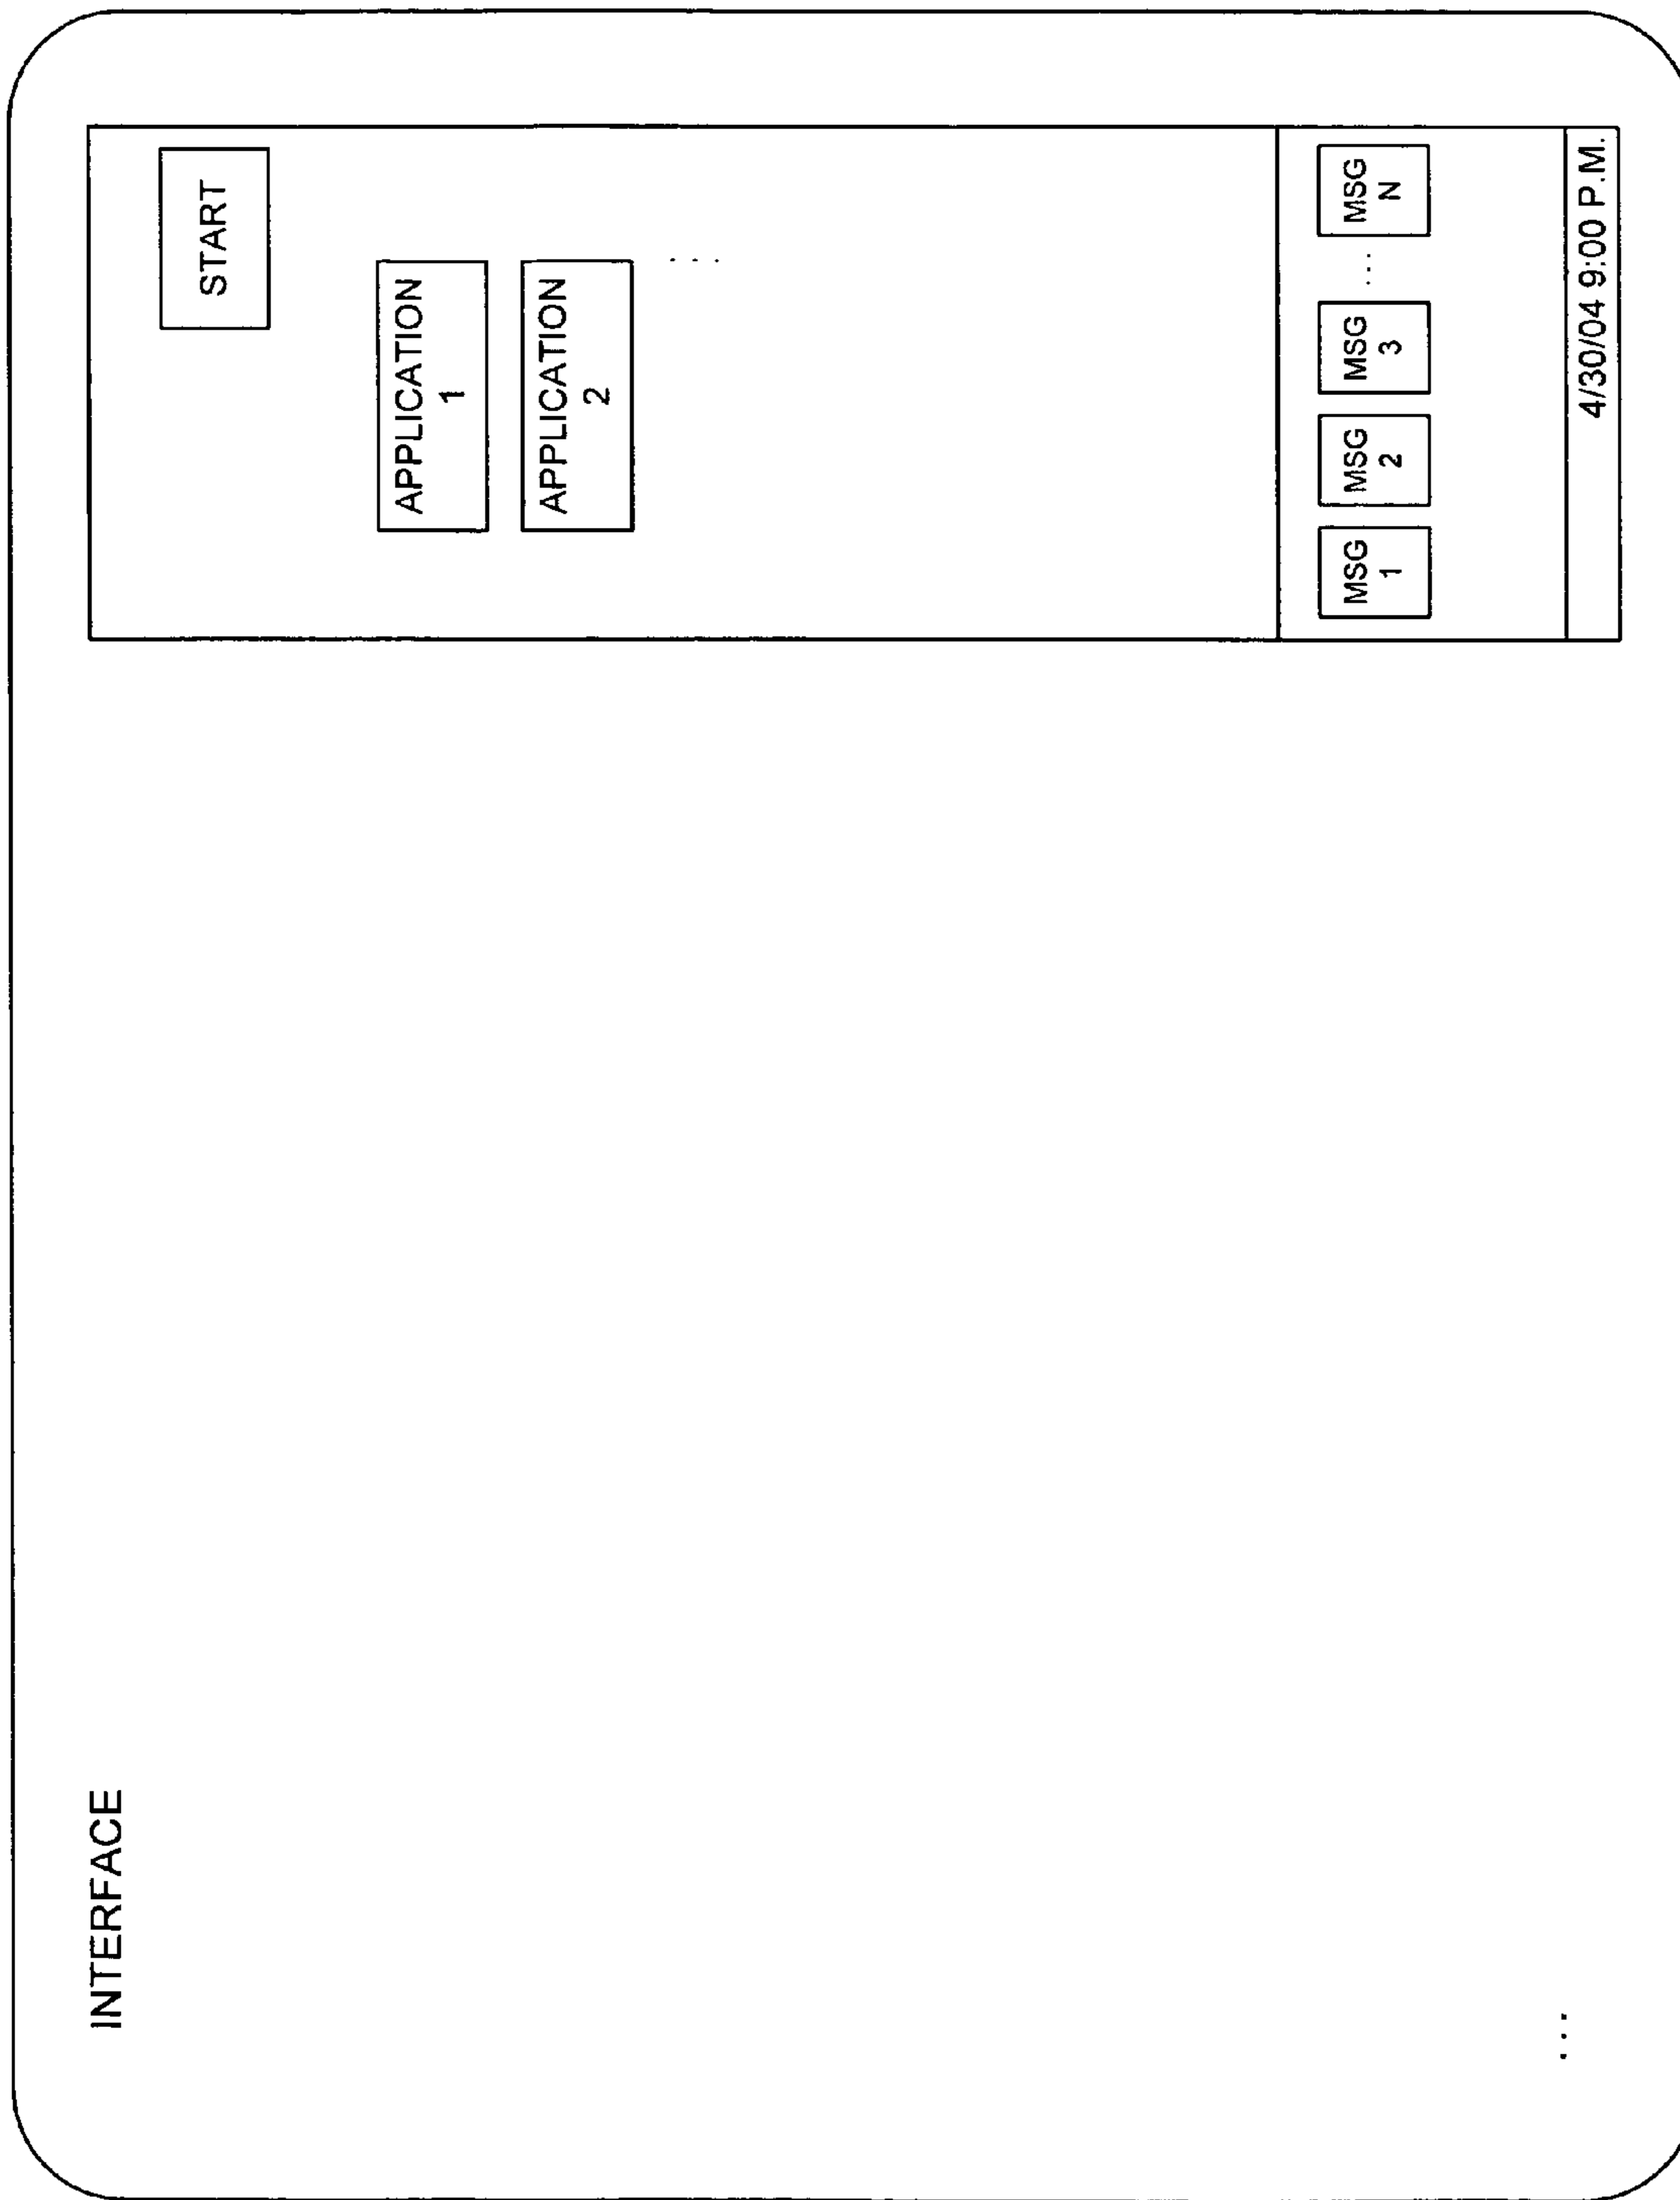 INTERFACE
START
APPLICATION
1
APPLICATION
2
...
MSG
1
MSG
2
MSG
3
...
MSG
N
4/30/04 9:00 P.M.
...